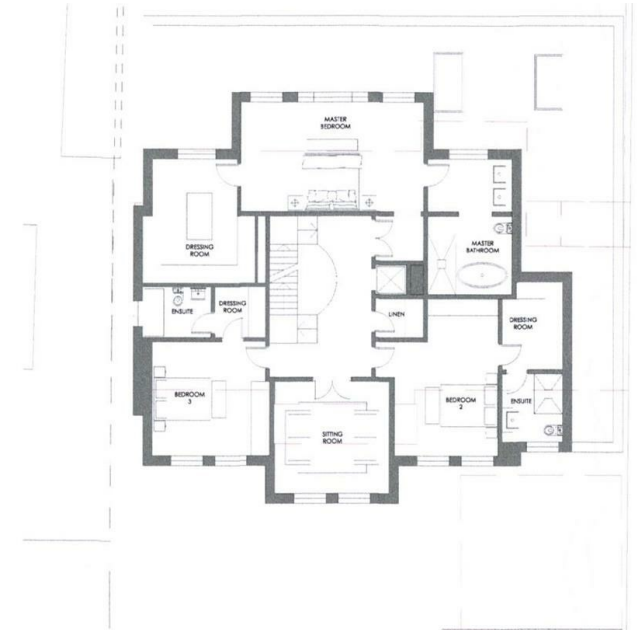 MASTER
BEDROOM
DRESSING
ROOM
MASTER
BATHROOM
ENSUITE
DRESSING
ROOM
LINEN
DRESSING
ROOM
BEDROOM
3
BEDROOM
2
ENSUITE
SITTING
ROOM